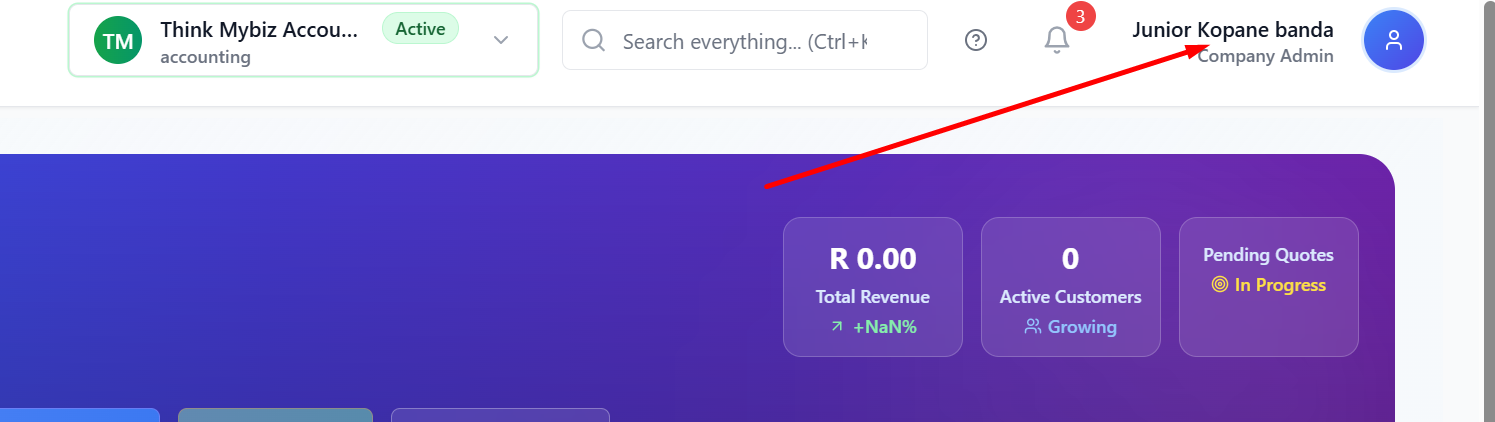 TM
Think Mybiz Accou...
Active
accounting
Search everything... (Ctrl+K
3
Junior Kopane banda
Company Admin
R 0.00
Total Revenue
+NaN%
0
Active Customers
Growing
Pending Quotes
In Progress